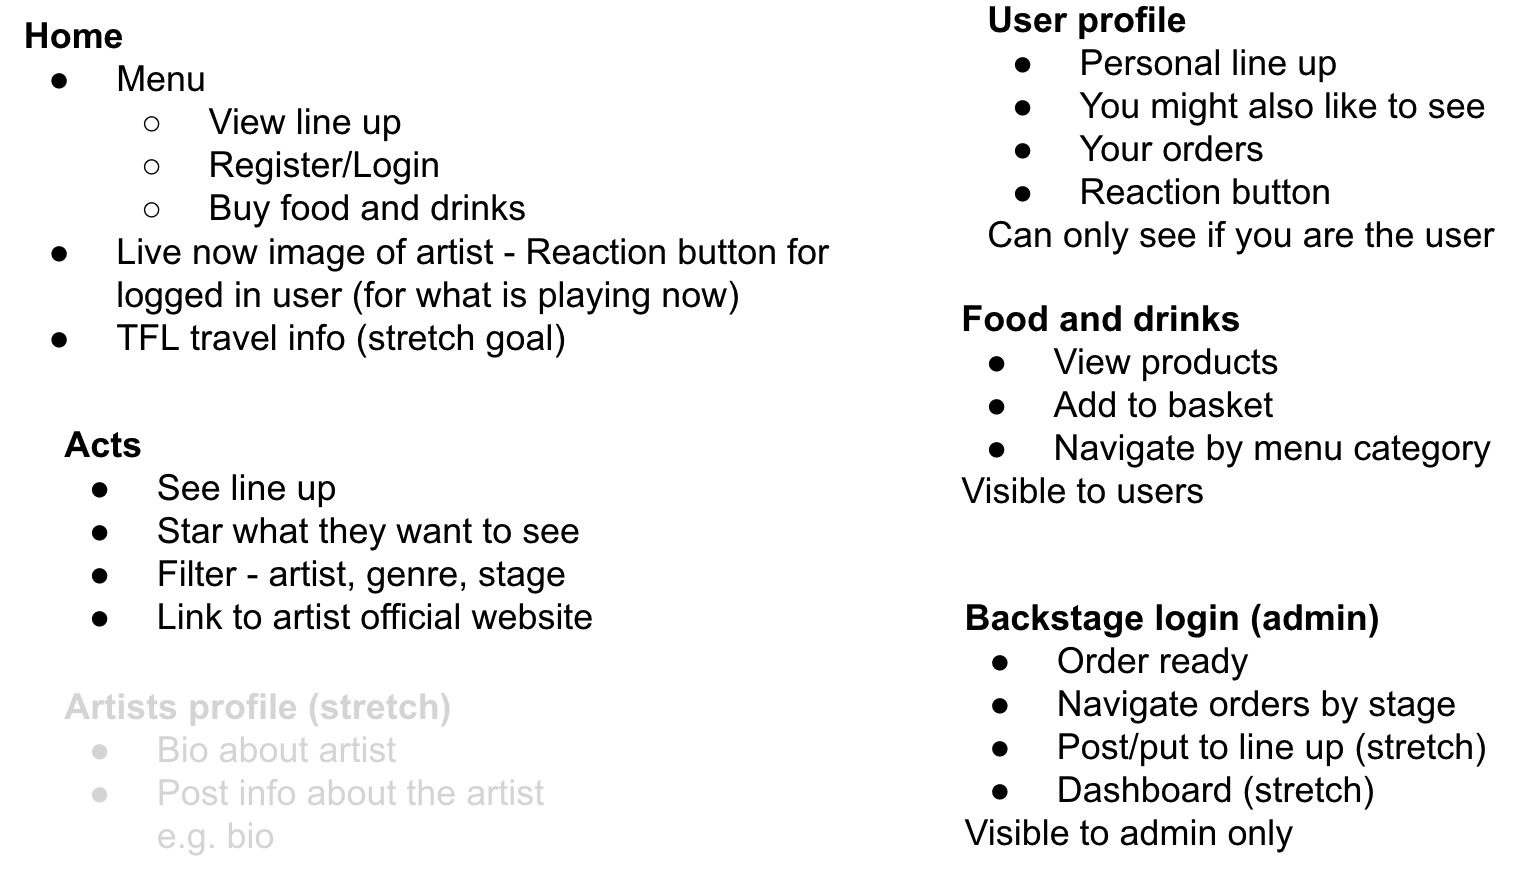 Home
● Menu
○ View line up
○ Register/Login
○ Buy food and drinks
● Live now image of artist - Reaction button for
logged in user (for what is playing now)
● TFL travel info (stretch goal)
Acts
● See line up
● Star what they want to see
● Filter - artist, genre, stage
● Link to artist official website
Artists profile (stretch)
● Bio about artist
● Post info about the artist
e.g. bio
User profile
● Personal line up
● You might also like to see
● Your orders
● Reaction button
Can only see if you are the user
Food and drinks
● View products
● Add to basket
● Navigate by menu category
Visible to users
Backstage login (admin)
● Order ready
● Navigate orders by stage
● Post/put to line up (stretch)
● Dashboard (stretch)
Visible to admin only